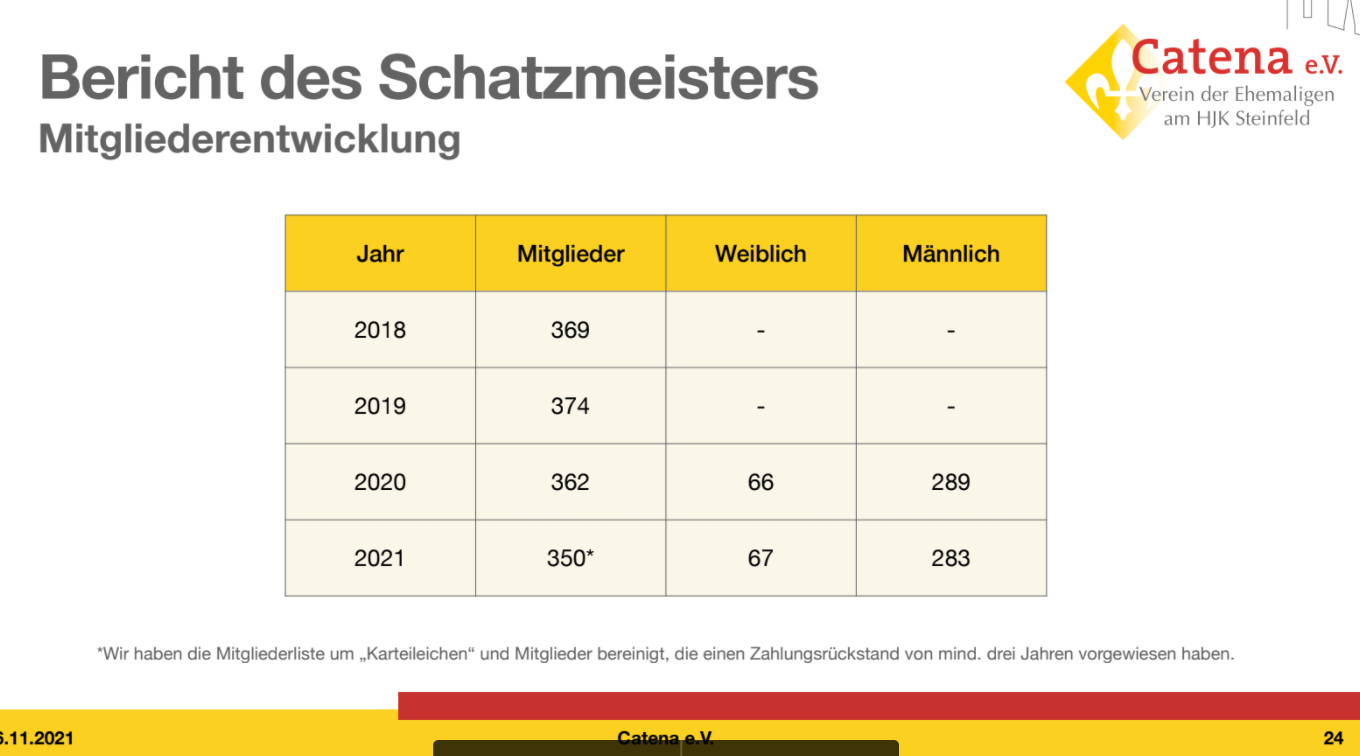 Bericht des Schatzmeisters
Mitgliederentwicklung
Catena e.V.
Verein der Ehemaligen
am HJK Steinfeld
Jahr Mitglieder Weiblich Männlich
2018 369 - -
2019 374 - -
2020 362 66 289
2021 350* 67 283
*Wir haben die Mitgliederliste um „Karteileichen“ und Mitglieder bereinigt, die einen Zahlungsrückstand von mind. drei Jahren vorgewiesen haben.
6.11.2021 Catena e.V. 24